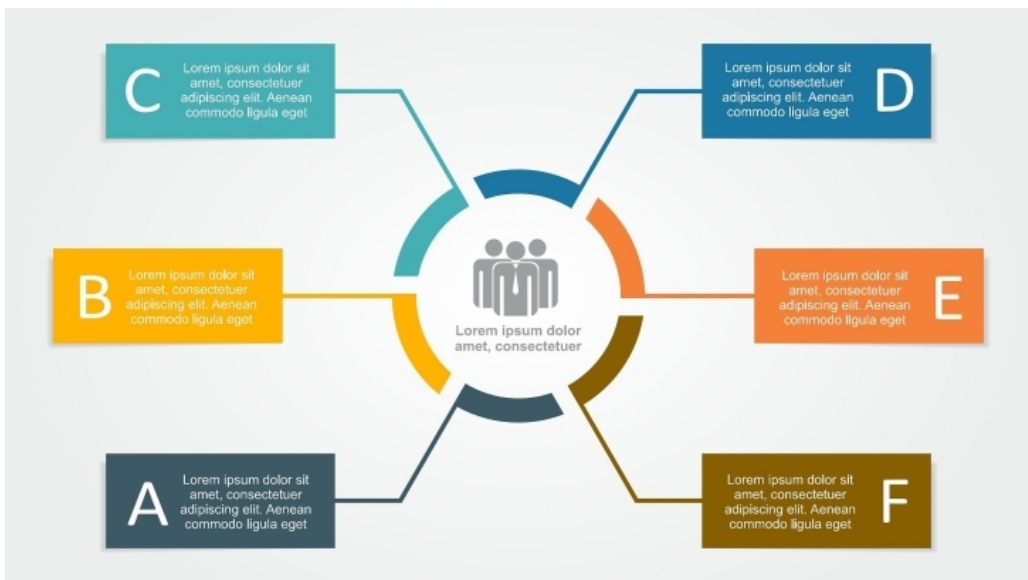 C
Lorem ipsum dolor sit
amet, consectetuer
adipiscing elit. Aenean
commodo ligula eget
Lorem ipsum dolor sit
amet, consectetuer
adipiscing elit. Aenean
commodo ligula eget
D
B
Lorem ipsum dolor sit
amet, consectetuer
adipiscing elit. Aenean
commodo ligula eget
Lorem ipsum dolor
amet, consectetuer
Lorem ipsum dolor sit
amet, consectetuer
adipiscing elit. Aenean
commodo ligula eget
E
A
Lorem ipsum dolor sit
amet, consectetuer
adipiscing elit. Aenean
commodo ligula eget
Lorem ipsum dolor sit
amet, consectetuer
adipiscing elit. Aenean
commodo ligula eget
F